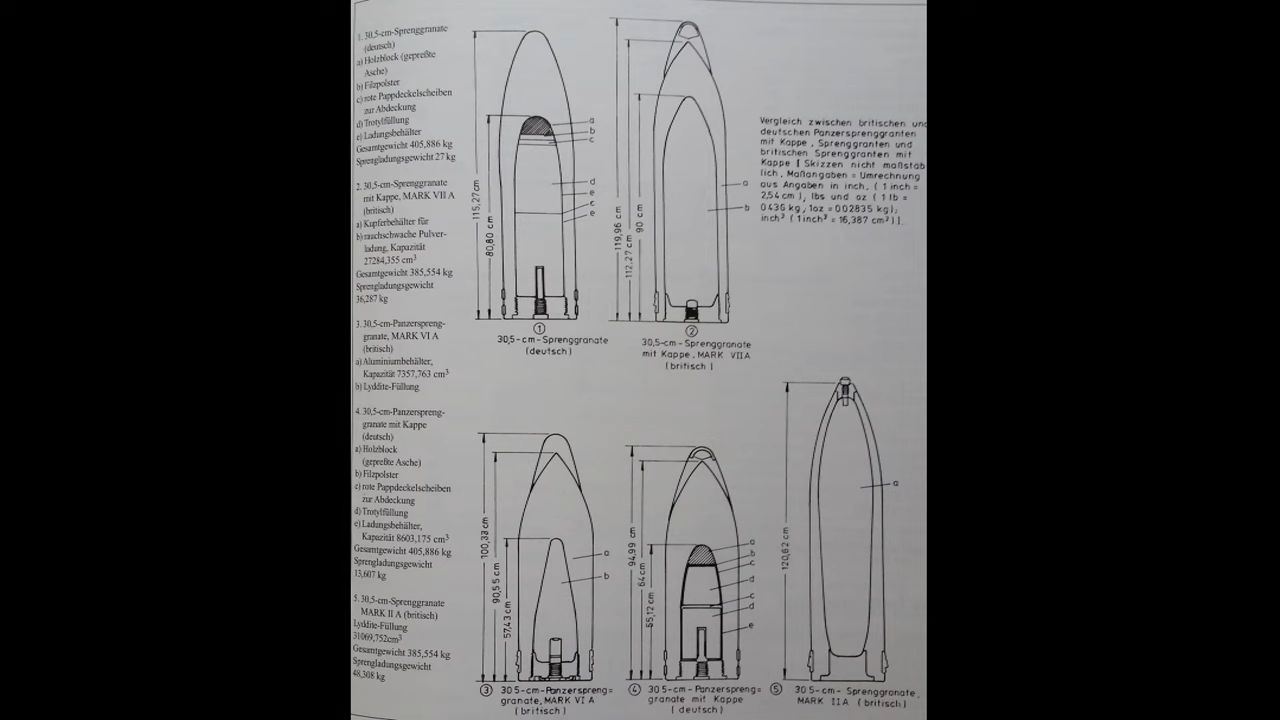 1. 30,5-cm-Sprenggranate
(deutsch)
a) Holzblock (gepreßte
Asche)
b) Filzpolster
c) rote Pappdeckelscheiben
zur Abdeckung
d) Trotylfüllung
e) Ladungsbehälter
Gesamtgewicht 405,886 kg
Sprengladungsgewicht 27 kg
2. 30,5-cm-Sprenggranate
mit Kappe, MARK VII A
(britisch)
a) Kupferbehälter für
b) rauchschwache Pulver-
ladung, Kapazität
27284,355 cm³
Gesamtgewicht 385,554 kg
Sprengladungsgewicht
36,287 kg
3. 30,5-cm-Panzerspreng-
granate, MARK VI A
(britisch)
a) Aluminiumbehälter,
Kapazität 7357,763 cm³
b) Lyddite-Füllung
4. 30,5-cm-Panzerspreng-
granate mit Kappe
(deutsch)
a) Holzblock
(gepreßte Asche)
b) Filzpolster
c) rote Pappdeckelscheiben
zur Abdeckung
d) Trotylfüllung
e) Ladungsbehälter,
Kapazität 8603,175 cm³
Gesamtgewicht 405,886 kg
Sprengladungsgewicht
13,607 kg
5. 30,5-cm-Sprenggranate
MARK II A (britisch)
Lyddite-Füllung
31069,752cm³
Gesamtgewicht 385,554 kg
Sprengladungsgewicht
48,308 kg
115,27 cm
80,80 cm
a
b
c
d
e
c
e
1
30,5-cm-Sprenggranate
(deutsch)
119,96 cm
112,27 cm
90 cm
a
b
2
30,5-cm-Sprenggranate
mit Kappe, MARK VIIA
(britisch)
Vergleich zwischen britischen und
deutschen Panzersprenggranten
mit Kappe, Sprenggranten und
britischen Sprenggranten mit
Kappe (Skizzen nicht maßstäb
lich, Maßangaben = Umrechnung
aus Angaben in inch, (1 inch =
2,54 cm), lbs und oz (1 lb =
0436 kg, 1oz = 002835 kg);
inch³ (1inch³ = 16,387 cm³)).
100,33 cm
90,55 cm
57,43 cm
a
b
3 30 5-cm-Panzerspreng=
granate, MARK VI A
(britisch)
94,99 cm
64 cm
55,12 cm
a
b
c
d
c
d
e
4 30 5-cm-Panzerspreng=
granate mit Kappe
(deutsch)
120,62 cm
a
5 30 5-cm- Sprenggranate,
MARK IIA (britisch)